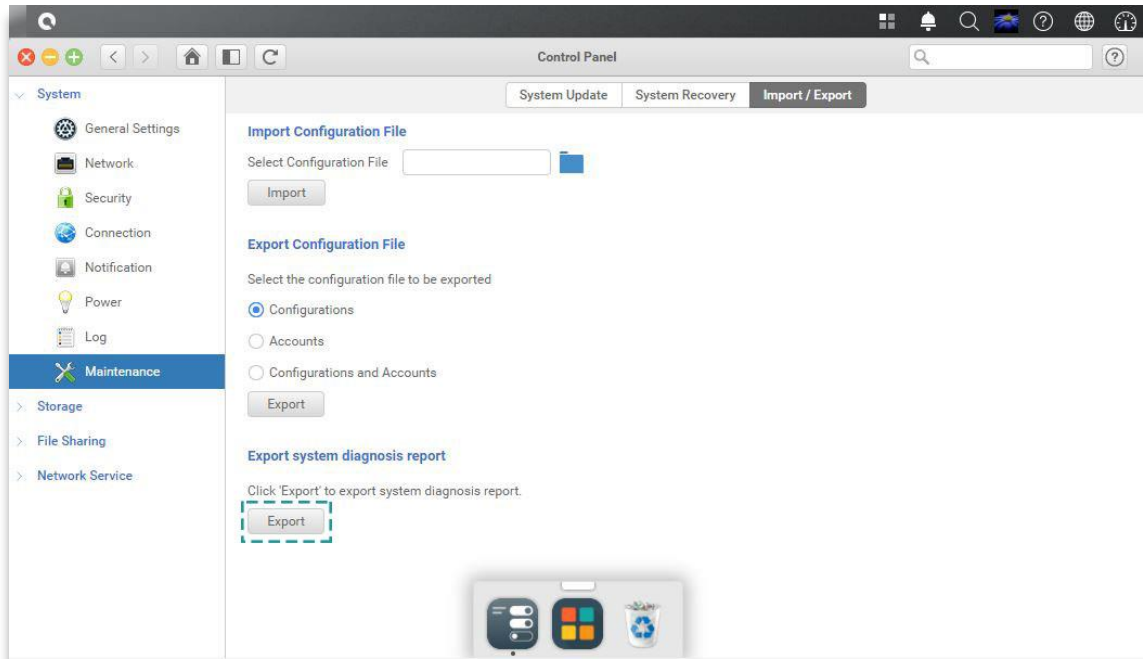 Control Panel
System
General Settings
Network
Security
Connection
Notification
Power
Log
Maintenance
Storage
File Sharing
Network Service
System Update
System Recovery
Import / Export
Import Configuration File
Select Configuration File
Import
Export Configuration File
Select the configuration file to be exported
Configurations
Accounts
Configurations and Accounts
Export
Export system diagnosis report
Click 'Export' to export system diagnosis report.
Export